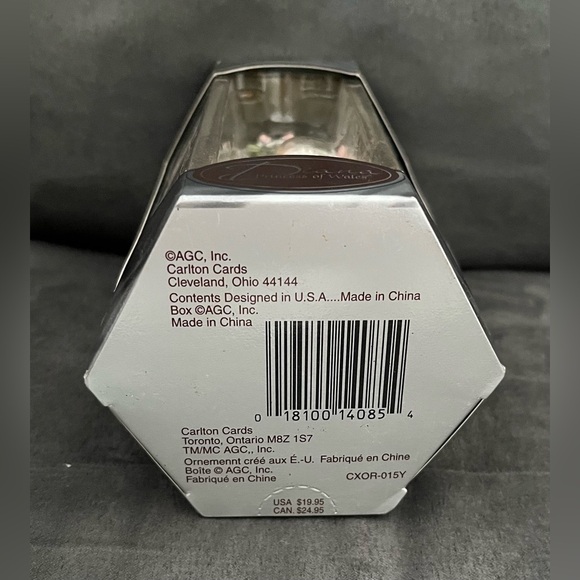 Diana
Princess of Wales
©AGC, Inc.
Carlton Cards
Cleveland, Ohio 44144
Contents Designed in U.S.A....Made in China
Box ©AGC, Inc.
Made in China
0 18100 14085 4
Carlton Cards
Toronto, Ontario M8Z 1S7
TM/MC AGC,, Inc.
Ornemennt créé aux É.-U. Fabriqué en Chine
Boîte © AGC, Inc.
Fabriqué en Chine
CXOR-015Y
USA $19.95
CAN. $24.95